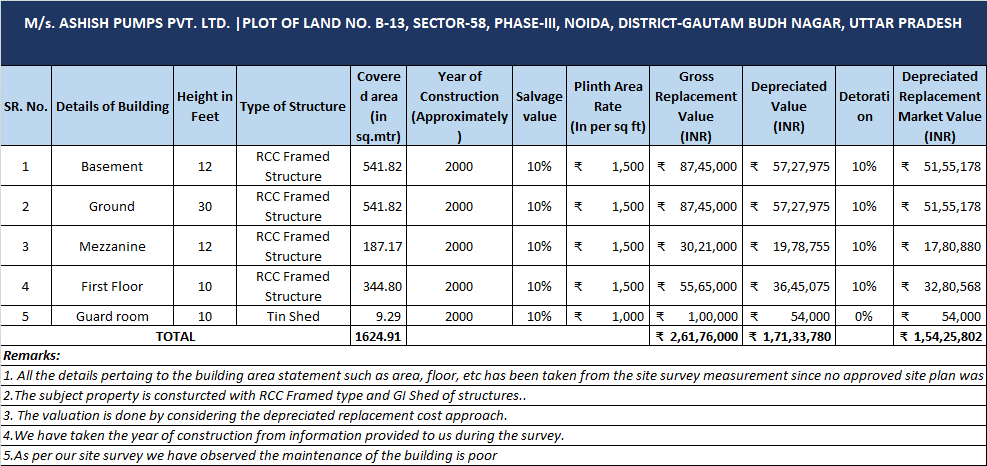 M/s. ASHISH PUMPS PVT. LTD. |PLOT OF LAND NO. B-13, SECTOR-58, PHASE-III, NOIDA, DISTRICT-GAUTAM BUDH NAGAR, UTTAR PRADESH
SR. No. Details of Building Height in Feet Type of Structure Covered area (in sq.mtr) Year of Construction (Approximately) Salvage value Plinth Area Rate (In per sq ft) Gross Replacement Value (INR) Depreciated Value (INR) Detoration Depreciated Replacement Market Value (INR)
1 Basement 12 RCC Framed Structure 541.82 2000 10% ₹ 1,500 ₹ 87,45,000 ₹ 57,27,975 10% ₹ 51,55,178
2 Ground 30 RCC Framed Structure 541.82 2000 10% ₹ 1,500 ₹ 87,45,000 ₹ 57,27,975 10% ₹ 51,55,178
3 Mezzanine 12 RCC Framed Structure 187.17 2000 10% ₹ 1,500 ₹ 30,21,000 ₹ 19,78,755 10% ₹ 17,80,880
4 First Floor 10 RCC Framed Structure 344.80 2000 10% ₹ 1,500 ₹ 55,65,000 ₹ 36,45,075 10% ₹ 32,80,568
5 Guard room 10 Tin Shed 9.29 2000 10% ₹ 1,000 ₹ 1,00,000 ₹ 54,000 0% ₹ 54,000
TOTAL 1624.91 ₹ 2,61,76,000 ₹ 1,71,33,780 ₹ 1,54,25,802
Remarks:
1. All the details pertaing to the building area statement such as area, floor, etc has been taken from the site survey measurement since no approved site plan was
2.The subject property is consturcted with RCC Framed type and GI Shed of structures..
3. The valuation is done by considering the depreciated replacement cost approach.
4.We have taken the year of construction from information provided to us during the survey.
5.As per our site survey we have observed the maintenance of the building is poor